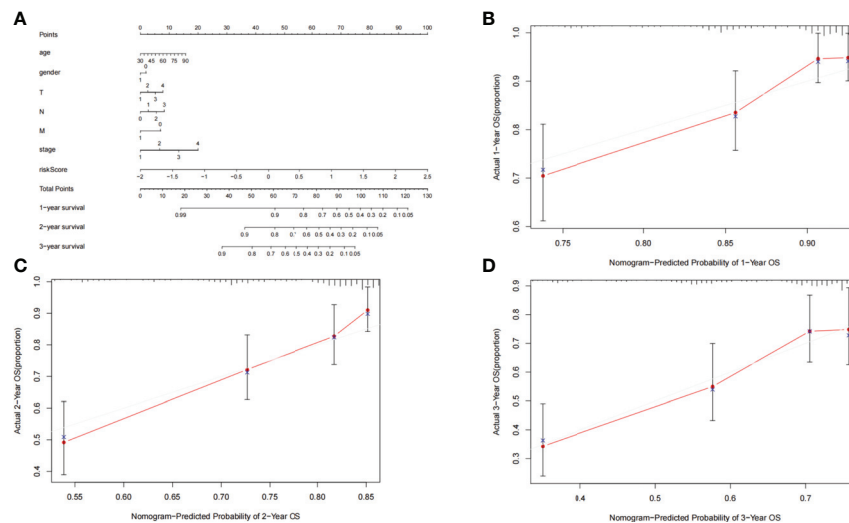 A
Points
0 10 20 30 40 50 60 70 80 90 100
age
30 45 60 75 90
gender
0
1
T
2 4
1 3
N
1 3
0 2
M
0
1
stage
2 4
1 3
riskScore
−2 −1.5 −1 −0.5 0 0.5 1 1.5 2 2.5
Total Points
0 10 20 30 40 50 60 70 80 90 100 110 120 130
1−year survival
0.99 0.9 0.8 0.7 0.6 0.5 0.4 0.3 0.2 0.1 0.05
2−year survival
0.9 0.8 0.7 0.6 0.5 0.4 0.3 0.2 0.1 0.05
3−year survival
0.9 0.8 0.7 0.6 0.4 0.3 0.2 0.1 0.05
B
Actual 1−Year OS(proportion)
1.0
0.9
0.8
0.7
0.6
0.75 0.80 0.85 0.90
Nomogram−Predicted Probability of 1−Year OS
C
Actual 2−Year OS(proportion)
1.0
0.9
0.8
0.7
0.6
0.5
0.4
0.55 0.60 0.65 0.70 0.75 0.80 0.85
Nomogram−Predicted Probability of 2−Year OS
D
Actual 3−Year OS(proportion)
0.9
0.8
0.7
0.6
0.5
0.4
0.3
0.5 0.6 0.7
Nomogram−Predicted Probability of 3−Year OS